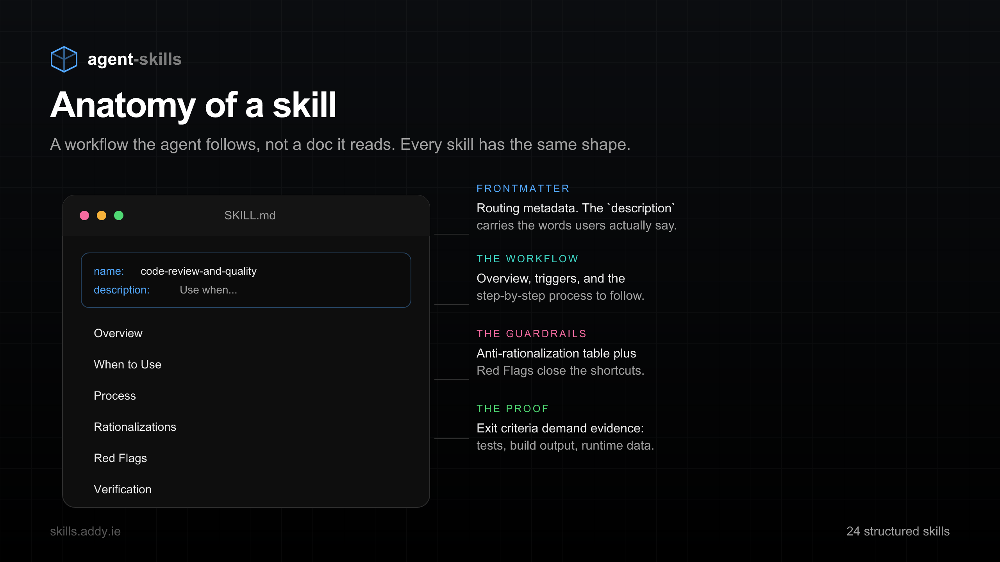 agent-skills
Anatomy of a skill
A workflow the agent follows, not a doc it reads. Every skill has the same shape.
SKILL.md
name: code-review-and-quality
description: Use when...
Overview
When to Use
Process
Rationalizations
Red Flags
Verification
FRONTMATTER
Routing metadata. The `description`
carries the words users actually say.
THE WORKFLOW
Overview, triggers, and the
step-by-step process to follow.
THE GUARDRAILS
Anti-rationalization table plus
Red Flags close the shortcuts.
THE PROOF
Exit criteria demand evidence:
tests, build output, runtime data.
skills.addy.ie
24 structured skills